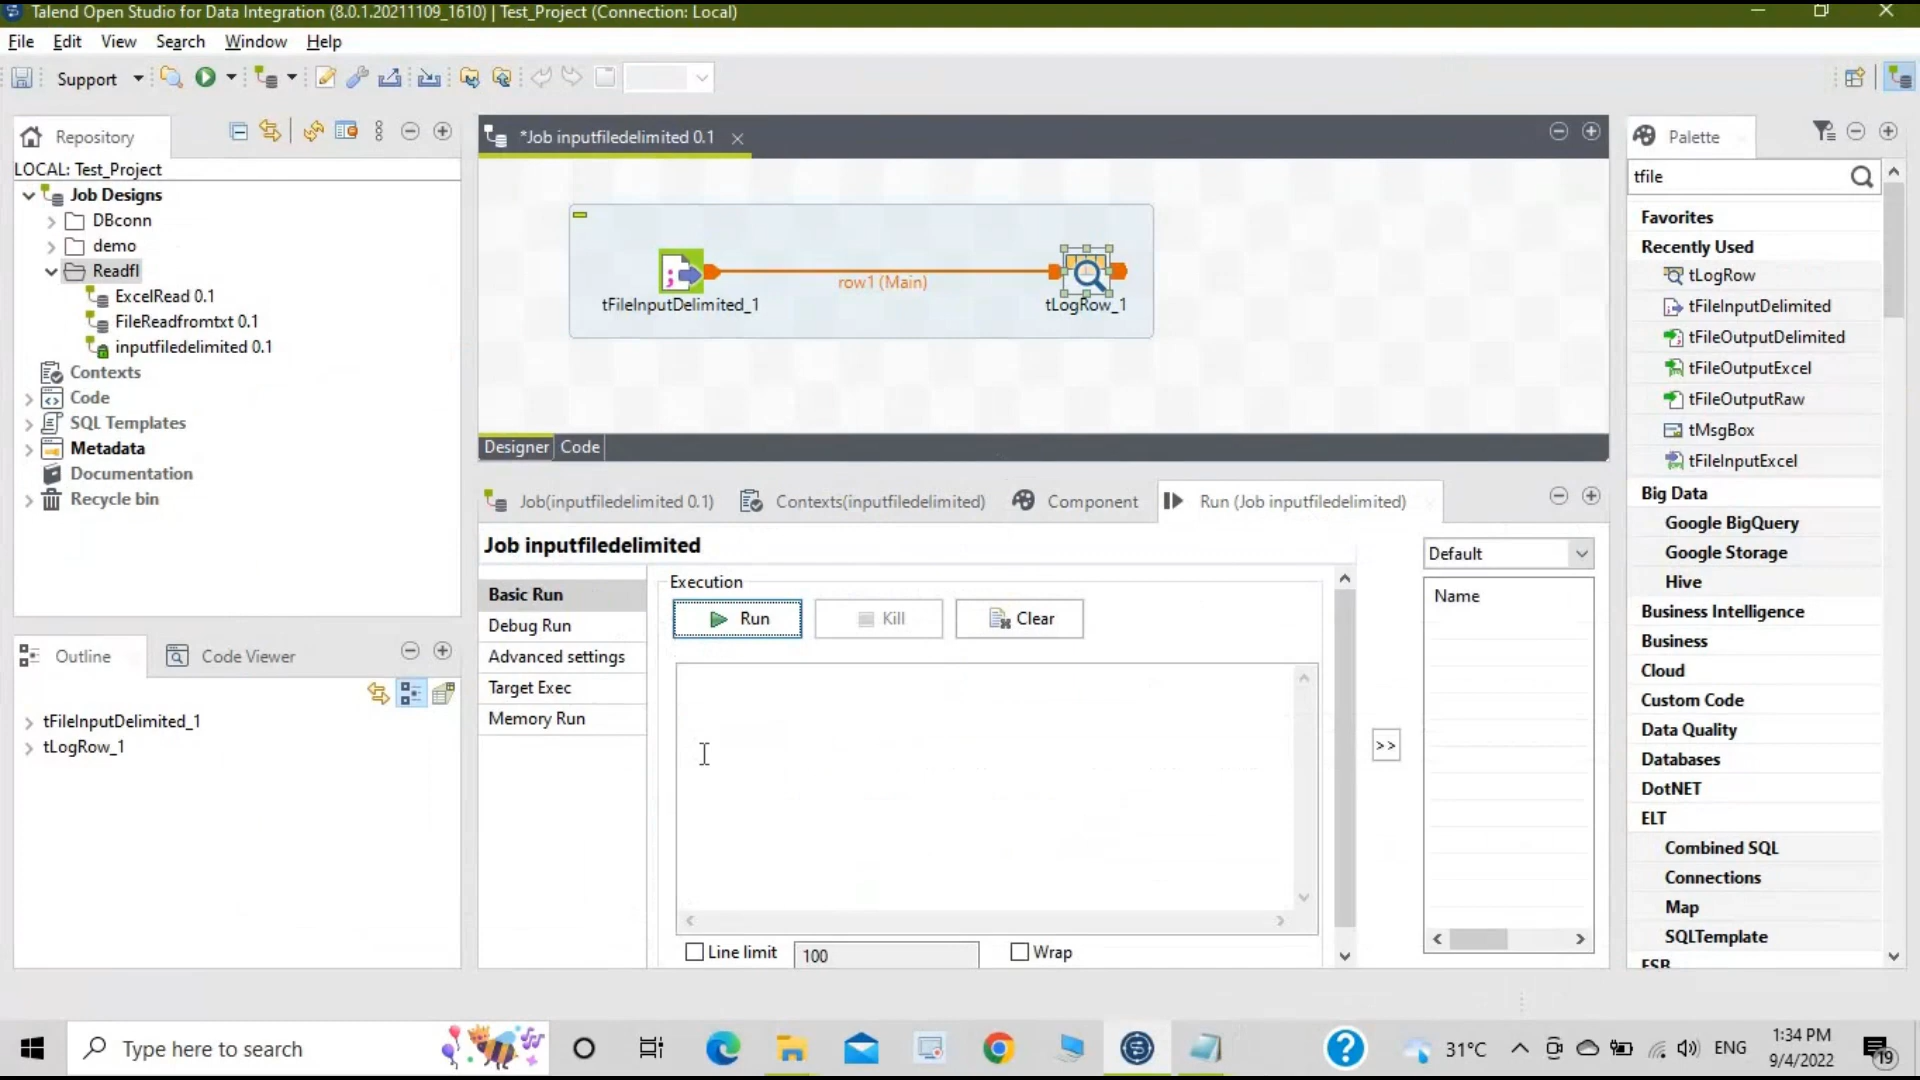 Talend Open Studio for Data Integration (8.0.1.20211109_1610) | Test_Project (Connection: Local)
File Edit View Search Window Help
Support
Repository
LOCAL: Test_Project
Job Designs
DBconn
demo
Readfl
ExcelRead 0.1
FileReadfromtxt 0.1
inputfiledelimited 0.1
Contexts
Code
SQL Templates
Metadata
Documentation
Recycle bin
Outline
Code Viewer
tFileInputDelimited_1
tLogRow_1
*Job inputfiledelimited 0.1
row1 (Main)
tFileInputDelimited_1
tLogRow_1
Designer
Code
Job(inputfiledelimited 0.1)
Contexts(inputfiledelimited)
Component
Run (Job inputfiledelimited)
Job inputfiledelimited
Basic Run
Debug Run
Advanced settings
Target Exec
Memory Run
Execution
Run
Kill
Clear
Line limit
100
Wrap
>>
Default
Name
Palette
tfile
Favorites
Recently Used
tLogRow
tFileInputDelimited
tFileOutputDelimited
tFileOutputExcel
tFileOutputRaw
tMsgBox
tFileInputExcel
Big Data
Google BigQuery
Google Storage
Hive
Business Intelligence
Business
Cloud
Custom Code
Data Quality
Databases
DotNET
ELT
Combined SQL
Connections
Map
SQLTemplate
ESB
Type here to search
31°C
ENG
1:34 PM
9/4/2022
19